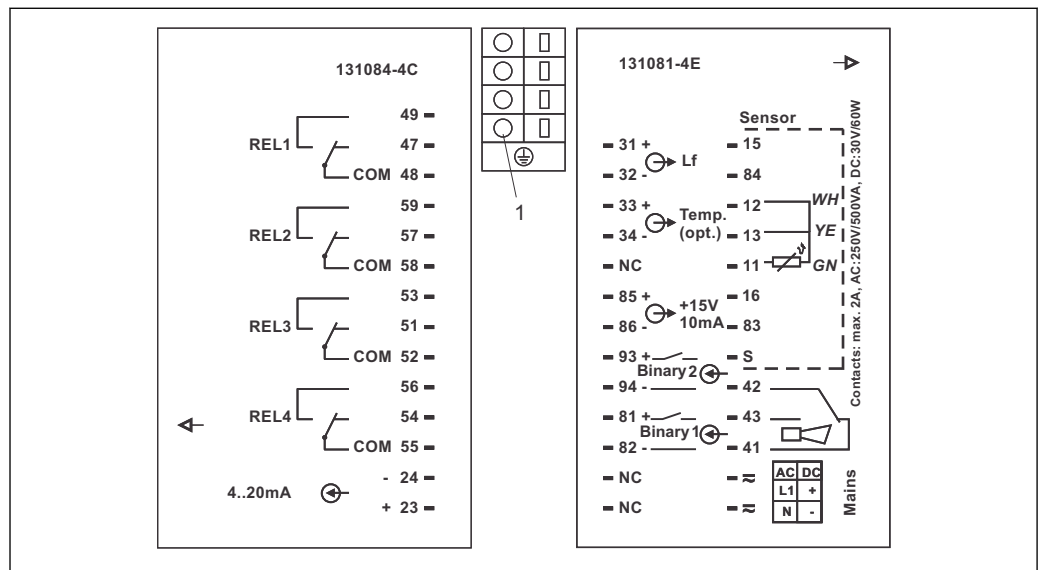 131084-4C
49
REL1
47
COM 48
59
REL2
57
COM 58
53
REL3
51
COM 52
56
REL4
54
COM 55
- 24
4..20mA
+ 23
1
131081-4E
Sensor
31 + 15
Lf
32 - 84
33 + 12 WH
Temp.
(opt.)
34 - 13 YE
NC 11 GN
85 + 16
+15V
10mA
86 - 83
93 + S
Binary 2
94 - 42
81 + 43
Binary 1
82 - 41
NC
NC
AC DC
L1 +
N -
Mains
Contacts: max. 2A, AC:250V/500VA, DC:30V/60W